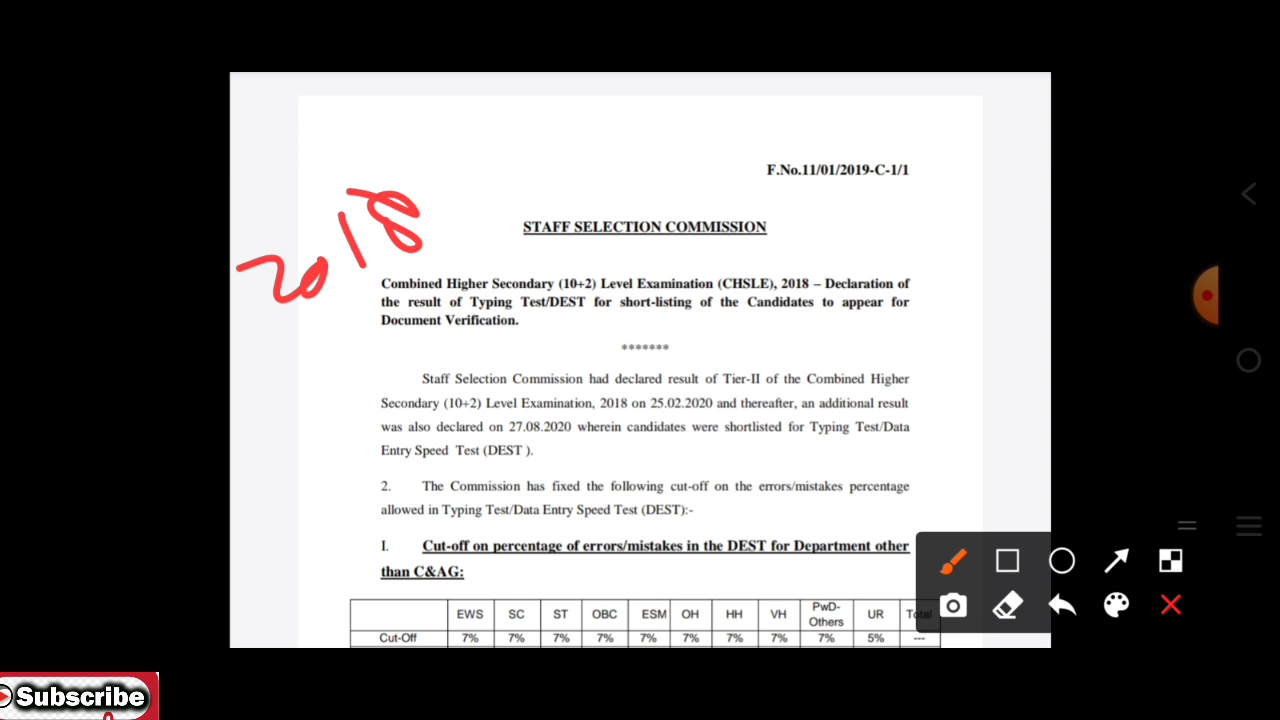 F.No.11/01/2019-C-1/1
2018
STAFF SELECTION COMMISSION
Combined Higher Secondary (10+2) Level Examination (CHSLE), 2018 – Declaration of
the result of Typing Test/DEST for short-listing of the Candidates to appear for
Document Verification.
*******
Staff Selection Commission had declared result of Tier-II of the Combined Higher
Secondary (10+2) Level Examination, 2018 on 25.02.2020 and thereafter, an additional result
was also declared on 27.08.2020 wherein candidates were shortlisted for Typing Test/Data
Entry Speed Test (DEST ).
2. The Commission has fixed the following cut-off on the errors/mistakes percentage
allowed in Typing Test/Data Entry Speed Test (DEST):-
I. Cut-off on percentage of errors/mistakes in the DEST for Department other
than C&AG:
EWS SC ST OBC ESM OH HH VH PwD-Others UR Total
Cut-Off 7% 7% 7% 7% 7% 7% 7% 7% 7% 5% ---
Subscribe